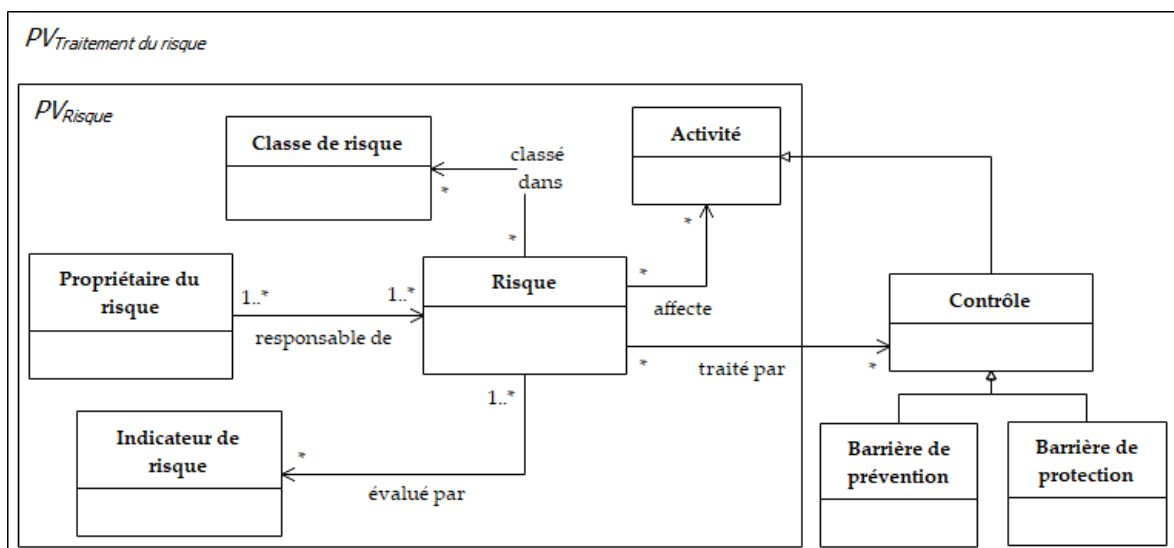 PVTraitement du risque
PVRisque
Classe de risque
classé
dans
*
*
Activité
*
*
affecte
Propriétaire du
risque
1..*
1..*
responsable de
Risque
Contrôle
*
traité par
*
1..*
Indicateur de
risque
*
évalué par
Barrière de
prévention
Barrière de
protection